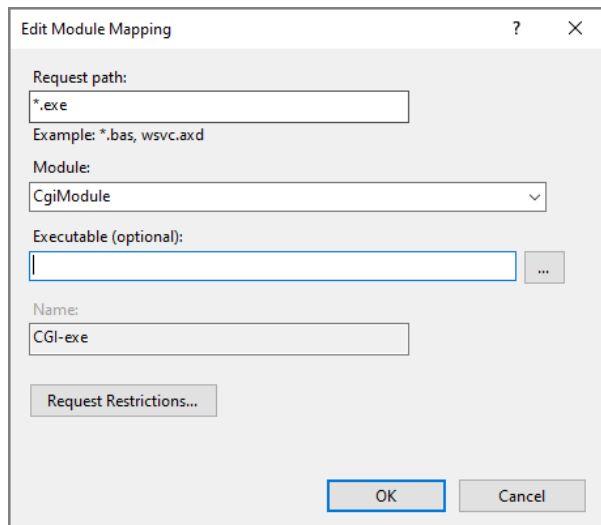 Edit Module Mapping ?
Request path:
*.exe
Example: *.bas, wsvc.axd
Module:
CgiModule
Executable (optional):
...
Name:
CGI-exe
Request Restrictions...
OK Cancel